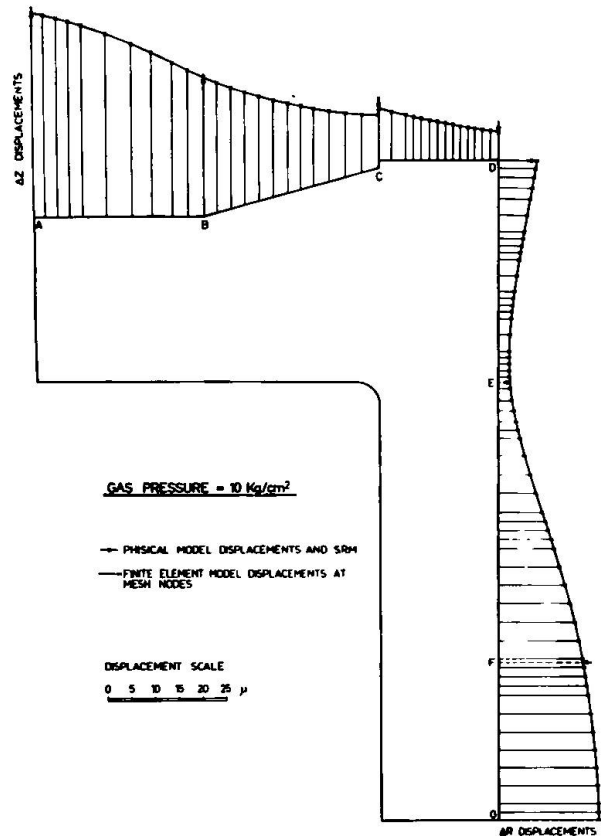 ΔZ DISPLACEMENTS
A
B
C
D
E
GAS PRESSURE = 10 Kg/cm²
PHISICAL MODEL DISPLACEMENTS AND SRM
FINITE ELEMENT MODEL DISPLACEMENTS AT
MESH NODES
DISPLACEMENT SCALE
0 5 10 15 20 25 μ
F
ΔR DISPLACEMENTS